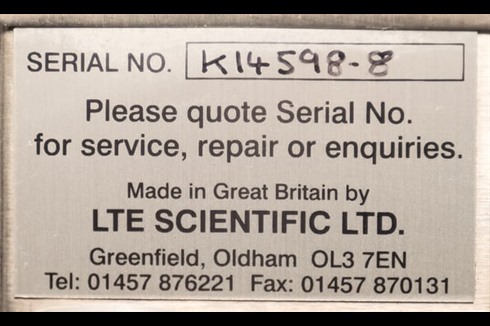 SERIAL NO. K14598-8
Please quote Serial No.
for service, repair or enquiries.
Made in Great Britain by
LTE SCIENTIFIC LTD.
Greenfield, Oldham OL3 7EN
Tel: 01457 876221 Fax: 01457 870131